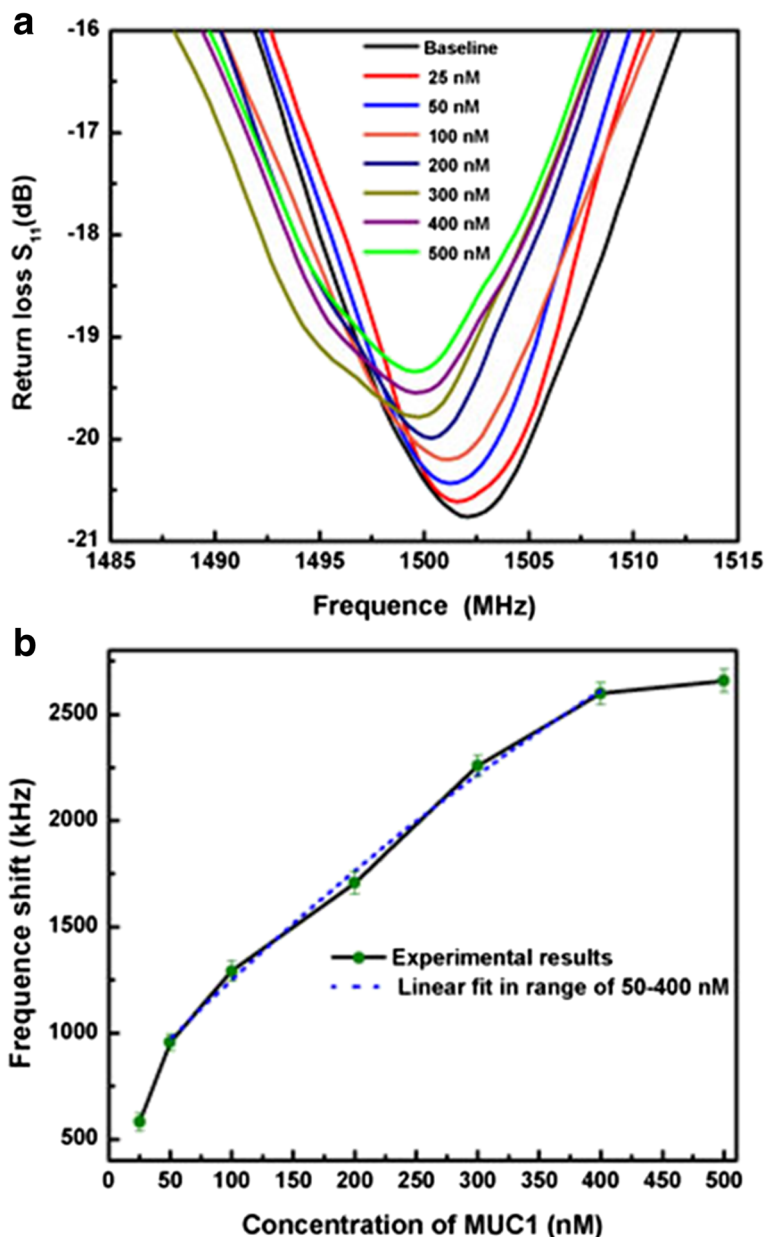 a
-16
-17
-18
-19
-20
-21
Return loss S11(dB)
Baseline
25 nM
50 nM
100 nM
200 nM
300 nM
400 nM
500 nM
1485 1490 1495 1500 1505 1510 1515
Frequence (MHz)
b
2500
2000
1500
1000
500
Frequency shift (kHz)
Experimental results
Linear fit in range of 50-400 nM
0 50 100 150 200 250 300 350 400 450 500
Concentration of MUC1 (nM)